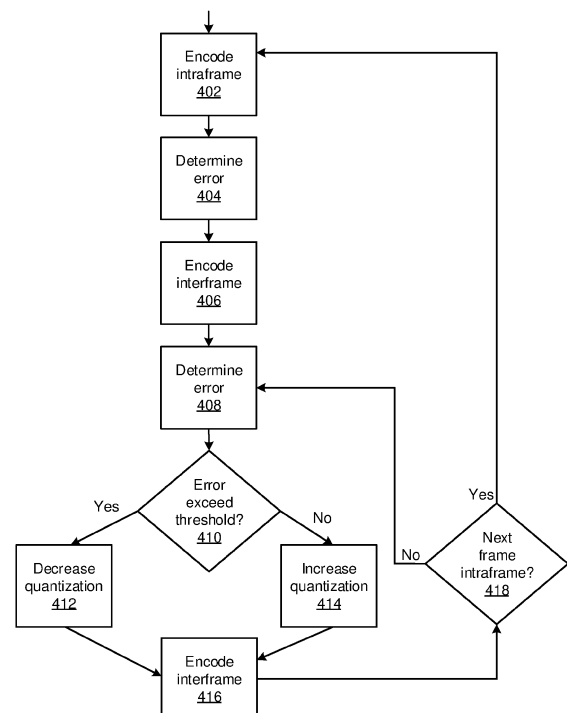 Encode
intraframe
402
Determine
error
404
Encode
interframe
406
Determine
error
408
Error
exceed
threshold?
410
Yes
No
Decrease
quantization
412
Increase
quantization
414
Encode
interframe
416
Next
frame
intraframe?
418
Yes
No